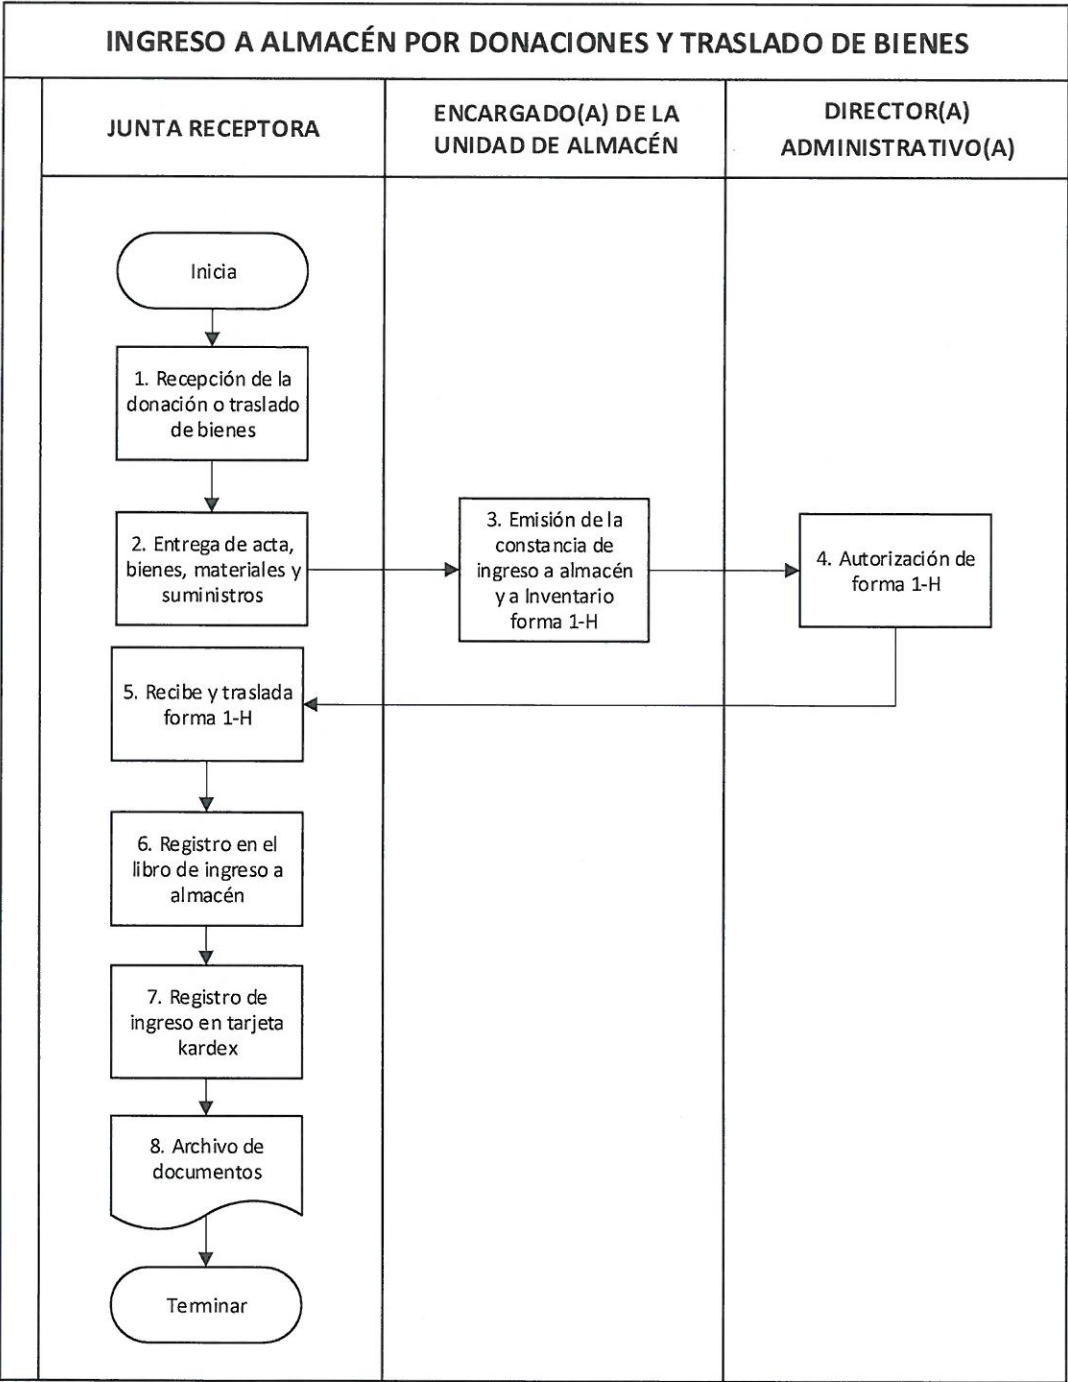 INGRESO A ALMACÉN POR DONACIONES Y TRASLADO DE BIENES
JUNTA RECEPTORA
ENCARGADO(A) DE LA
UNIDAD DE ALMACÉN
DIRECTOR(A)
ADMINISTRATIVO(A)
Inicia
1. Recepción de la
donación o traslado
de bienes
2. Entrega de acta,
bienes, materiales y
suministros
3. Emisión de la
constancia de
ingreso a almacén
y a Inventario
forma 1-H
4. Autorización de
forma 1-H
5. Recibe y traslada
forma 1-H
6. Registro en el
libro de ingreso a
almacén
7. Registro de
ingreso en tarjeta
kardex
8. Archivo de
documentos
Terminar